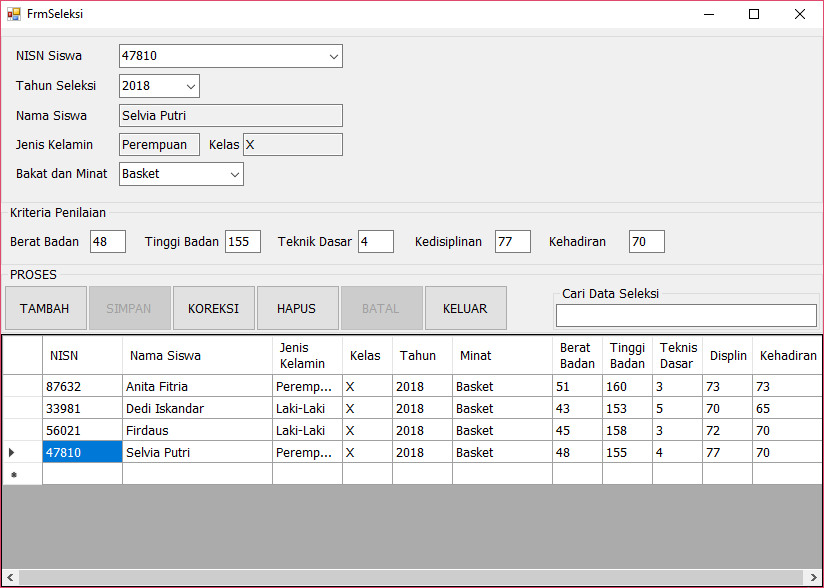 FrmSeleksi
NISN Siswa 47810
Tahun Seleksi 2018
Nama Siswa Selvia Putri
Jenis Kelamin Perempuan Kelas X
Bakat dan Minat Basket
Kriteria Penilaian
Berat Badan 48 Tinggi Badan 155 Teknik Dasar 4 Kedisiplinan 77 Kehadiran 70
PROSES
TAMBAH SIMPAN KOREKSI HAPUS BATAL KELUAR
Cari Data Seleksi
NISN Nama Siswa Jenis Kelamin Kelas Tahun Minat Berat Badan Tinggi Badan Teknis Dasar Displin Kehadiran
87632 Anita Fitria Peremp... X 2018 Basket 51 160 3 73 73
33981 Dedi Iskandar Laki-Laki X 2018 Basket 43 153 5 70 65
56021 Firdaus Laki-Laki X 2018 Basket 45 158 3 72 70
47810 Selvia Putri Peremp... X 2018 Basket 48 155 4 77 70